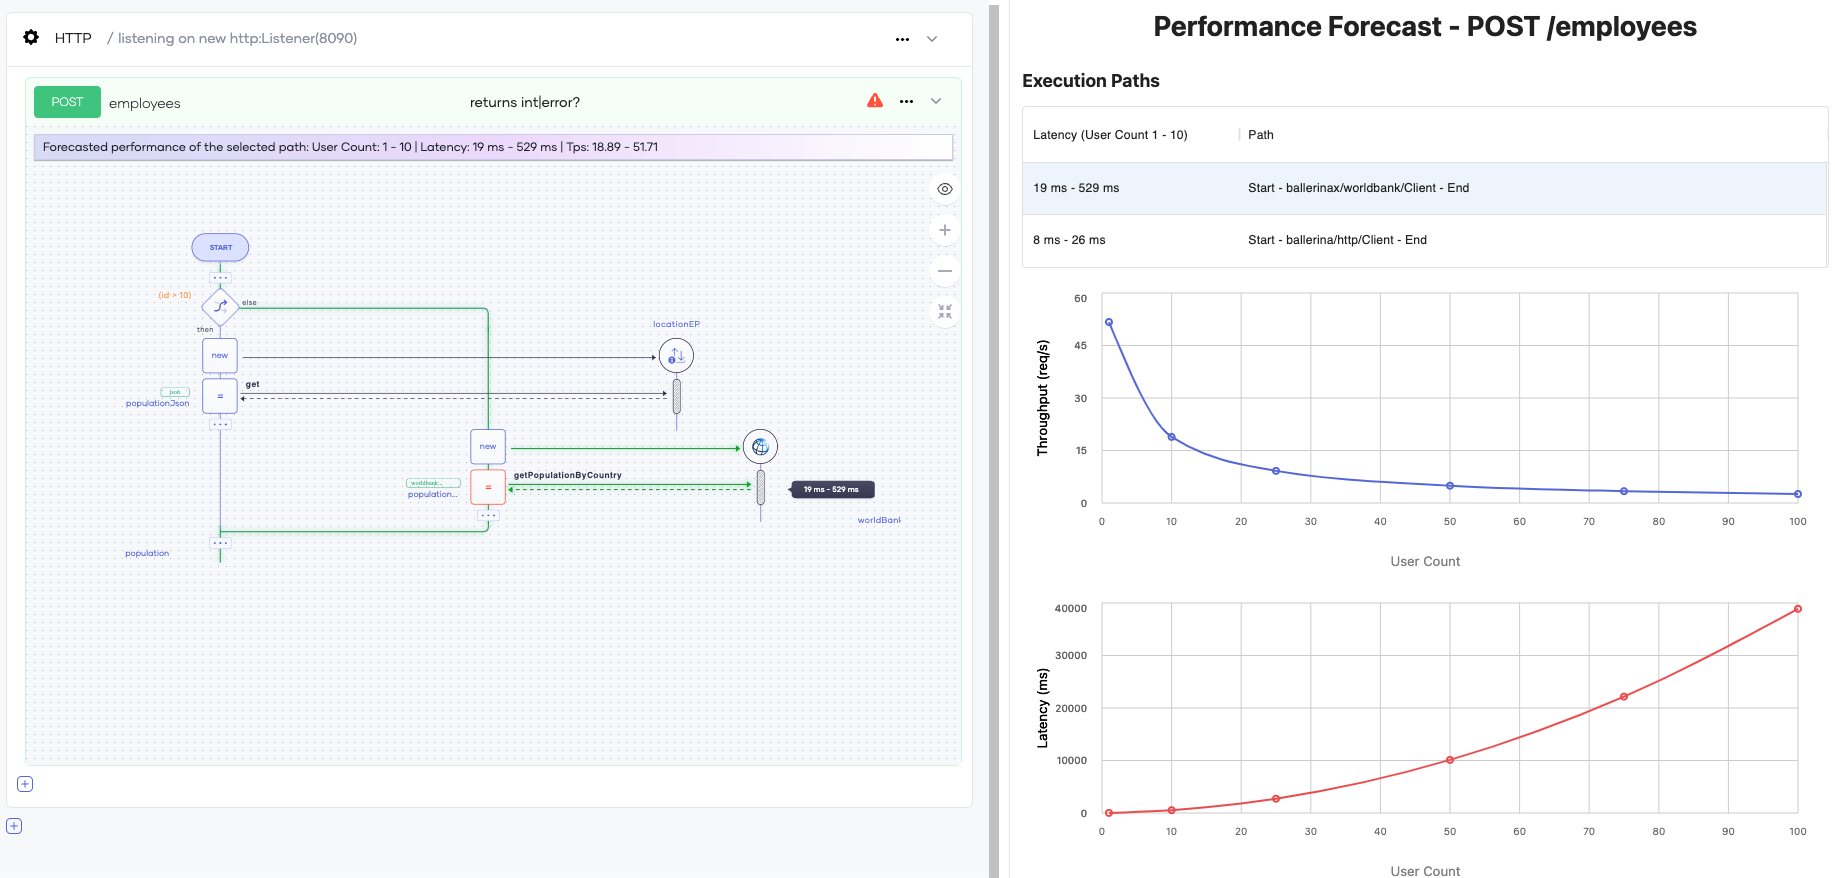 HTTP / listening on new http:Listener(8090)
POST employees returns int|error?
Forecasted performance of the selected path: User Count: 1 - 10 | Latency: 19 ms - 529 ms | Tps: 18.89 - 51.71
START
(id > 10)
else
then
locationEP
new
get
json
populationJson
=
new
getPopulationByCountry
worldbank...
population...
=
19 ms - 529 ms
worldBank
population
Performance Forecast - POST /employees
Execution Paths
Latency (User Count 1 - 10) Path
19 ms - 529 ms Start - ballerinax/worldbank/Client - End
8 ms - 26 ms Start - ballerina/http/Client - End
Throughput (req/s)
60
45
30
15
0
0 10 20 30 40 50 60 70 80 90 100
User Count
Latency (ms)
40000
30000
20000
10000
0
0 10 20 30 40 50 60 70 80 90 100
User Count